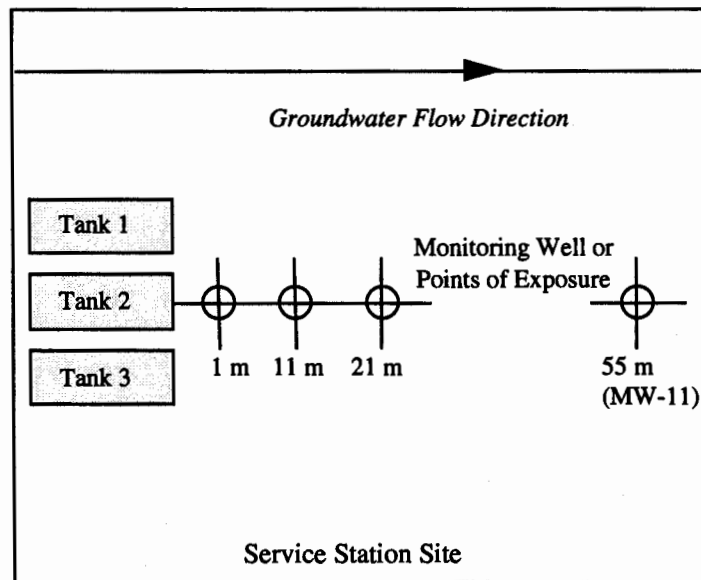 Groundwater Flow Direction
Tank 1
Tank 2
Tank 3
Monitoring Well or
Points of Exposure
1 m
11 m
21 m
55 m
(MW-11)
Service Station Site